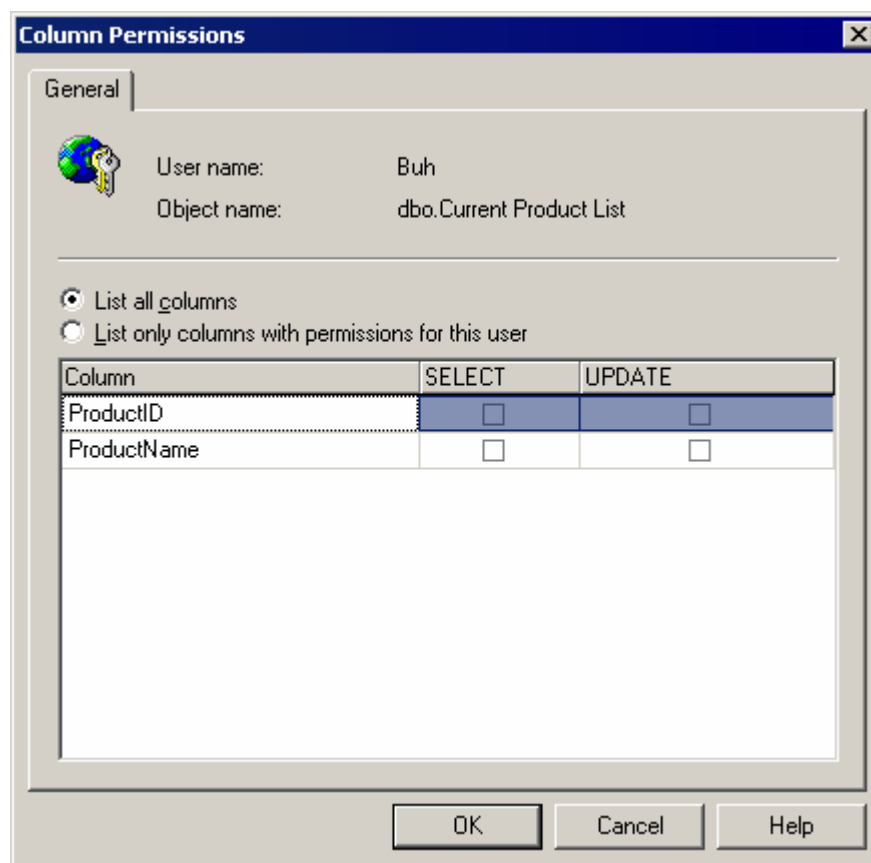 Column Permissions
General
User name: Buh
Object name: dbo.Current Product List
List all columns
List only columns with permissions for this user
Column SELECT UPDATE
ProductID
ProductName
OK Cancel Help